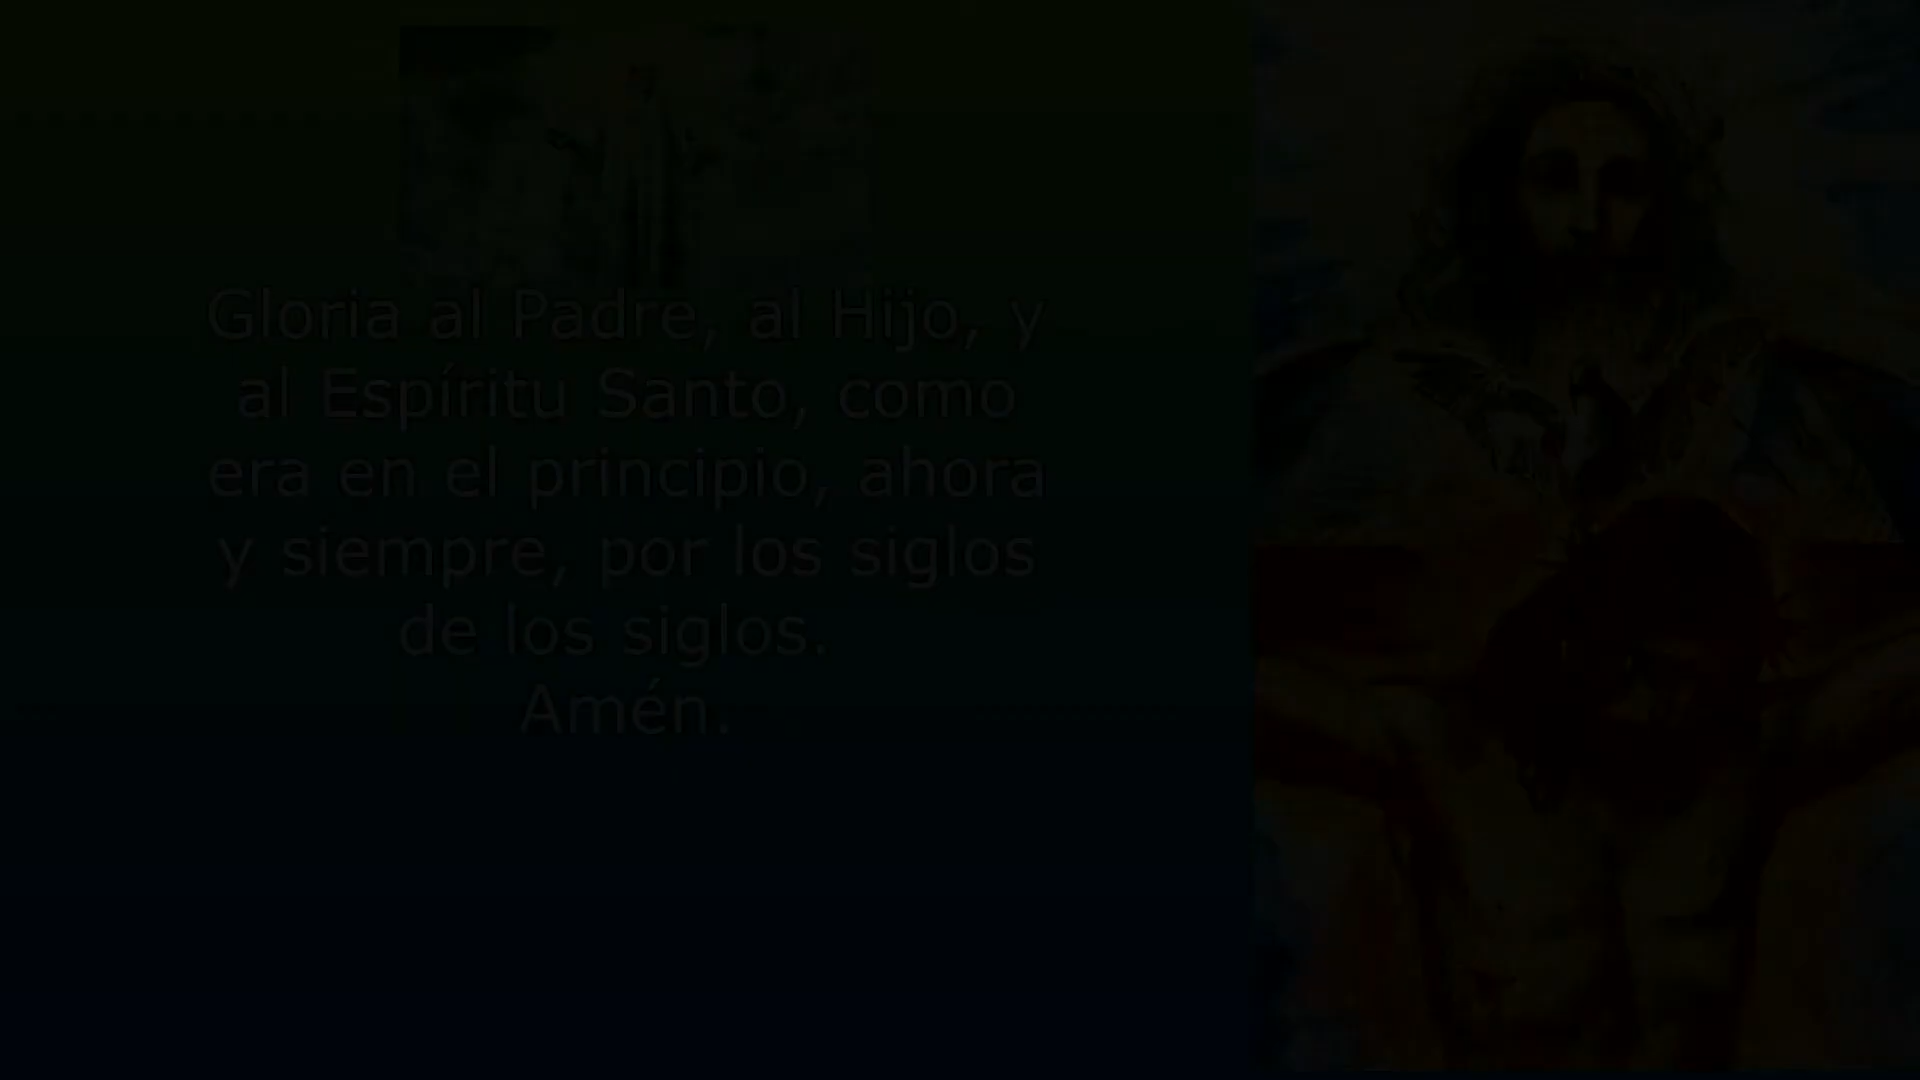 Gloria al Padre, al Hijo, y
al Espíritu Santo, como
era en el principio, ahora
y siempre, por los siglos
de los siglos.
Amén.